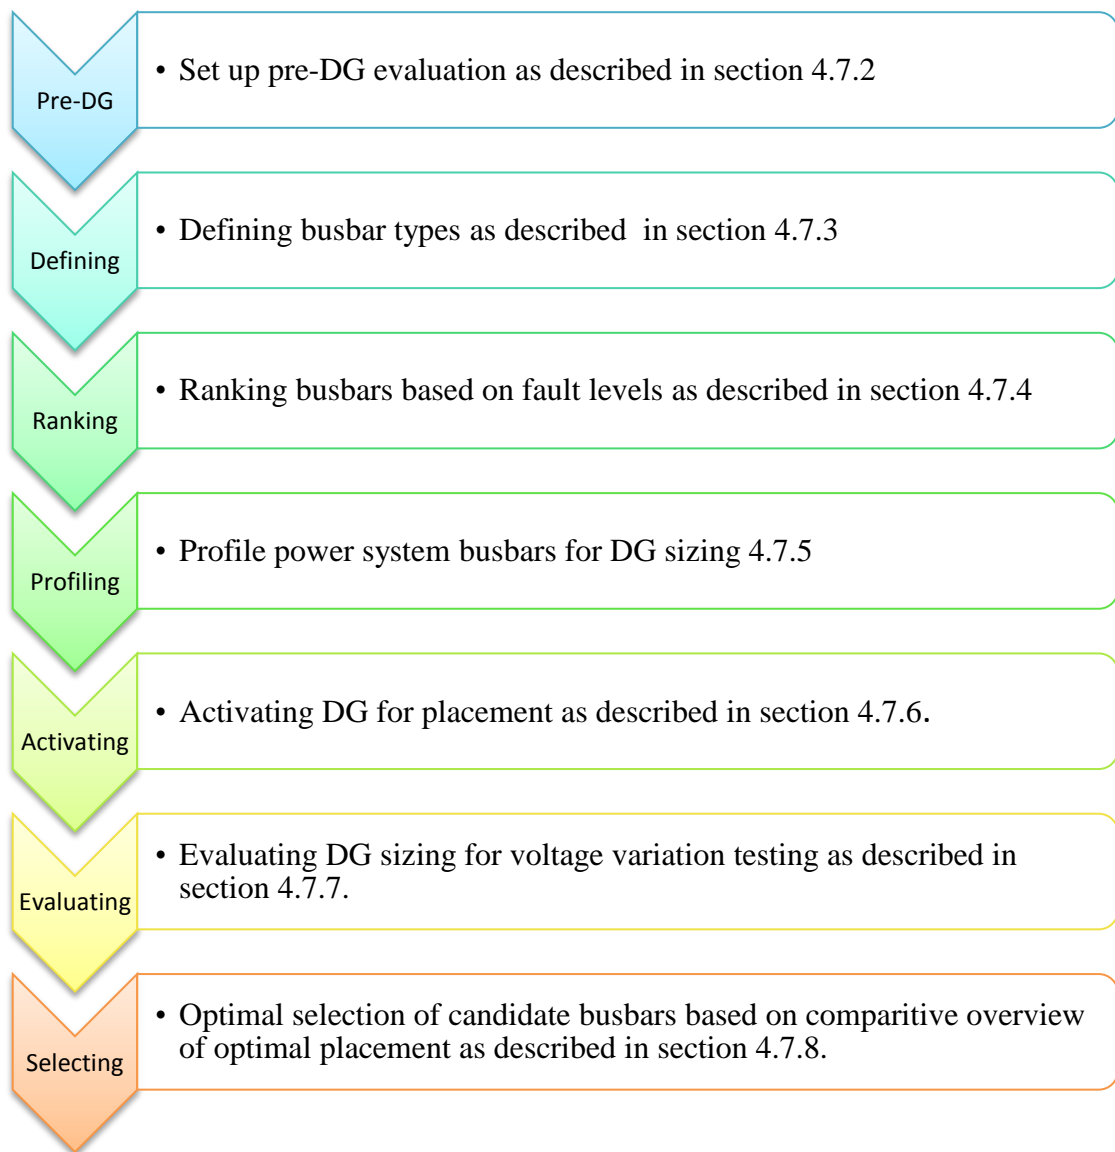 Pre-DG
• Set up pre-DG evaluation as described in section 4.7.2
Defining
• Defining busbar types as described  in section 4.7.3
Ranking
• Ranking busbars based on fault levels as described in section 4.7.4
Profiling
• Profile power system busbars for DG sizing 4.7.5
Activating
• Activating DG for placement as described in section 4.7.6.
Evaluating
• Evaluating DG sizing for voltage variation testing as described in
section 4.7.7.
Selecting
• Optimal selection of candidate busbars based on comparitive overview
of optimal placement as described in section 4.7.8.